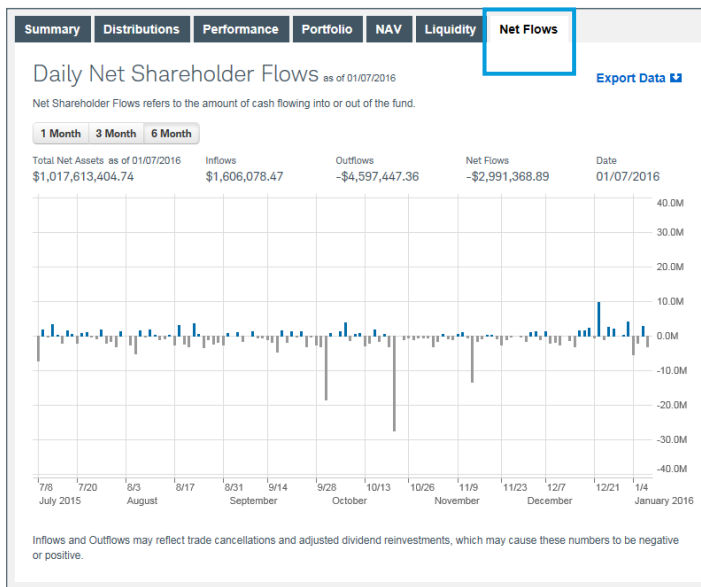 Summary Distributions Performance Portfolio NAV Liquidity Net Flows
Daily Net Shareholder Flows as of 01/07/2016
Export Data
Net Shareholder Flows refers to the amount of cash flowing into or out of the fund.
1 Month 3 Month 6 Month
Total Net Assets as of 01/07/2016 Inflows Outflows Net Flows Date
$1,017,613,404.74 $1,606,078.47 -$4,597,447.36 -$2,991,368.89 01/07/2016
40.0M
30.0M
20.0M
10.0M
0.0M
-10.0M
-20.0M
-30.0M
-40.0M
7/8 7/20 8/3 8/17 8/31 9/14 9/28 10/13 10/26 11/9 11/23 12/7 12/21 1/4
July 2015 August September October November December January 2016
Inflows and Outflows may reflect trade cancellations and adjusted dividend reinvestments, which may cause these numbers to be negative
or positive.